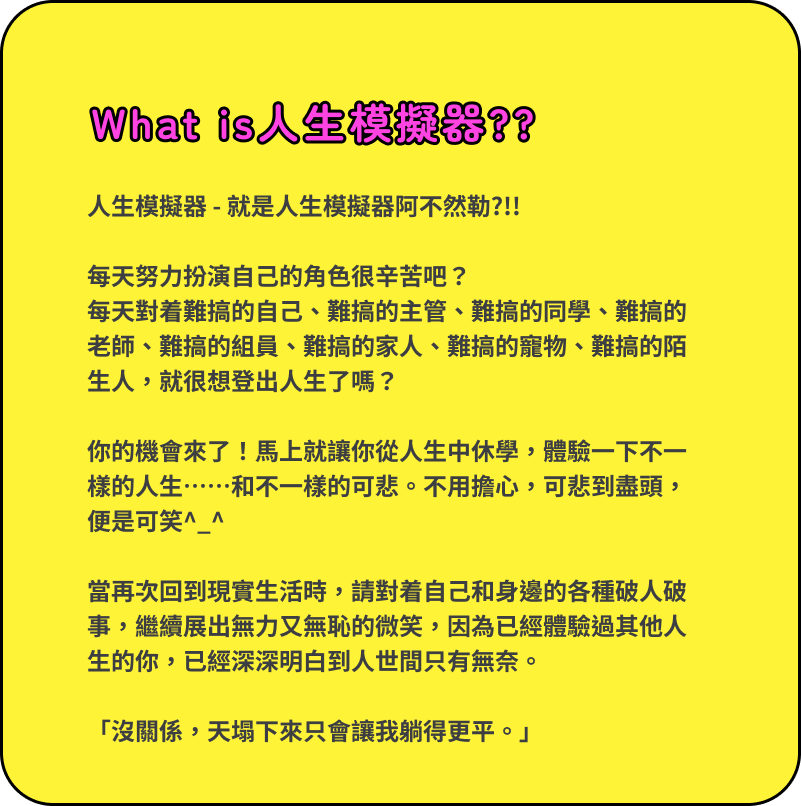 What is人生模擬器??
人生模擬器 - 就是人生模擬器阿不然勒?!!
每天努力扮演自己的角色很辛苦吧？
每天對着難搞的自己、難搞的主管、難搞的同學、難搞的
老師、難搞的組員、難搞的家人、難搞的寵物、難搞的陌
生人，就很想登出人生了嗎？
你的機會來了！馬上就讓你從人生中休學，體驗一下不一
樣的人生⋯⋯和不一樣的可悲。不用擔心，可悲到盡頭，
便是可笑^_^
當再次回到現實生活時，請對着自己和身邊的各種破人破
事，繼續展出無力又無恥的微笑，因為已經體驗過其他人
生的你，已經深深明白到人世間只有無奈。
「沒關係，天塌下來只會讓我躺得更平。」